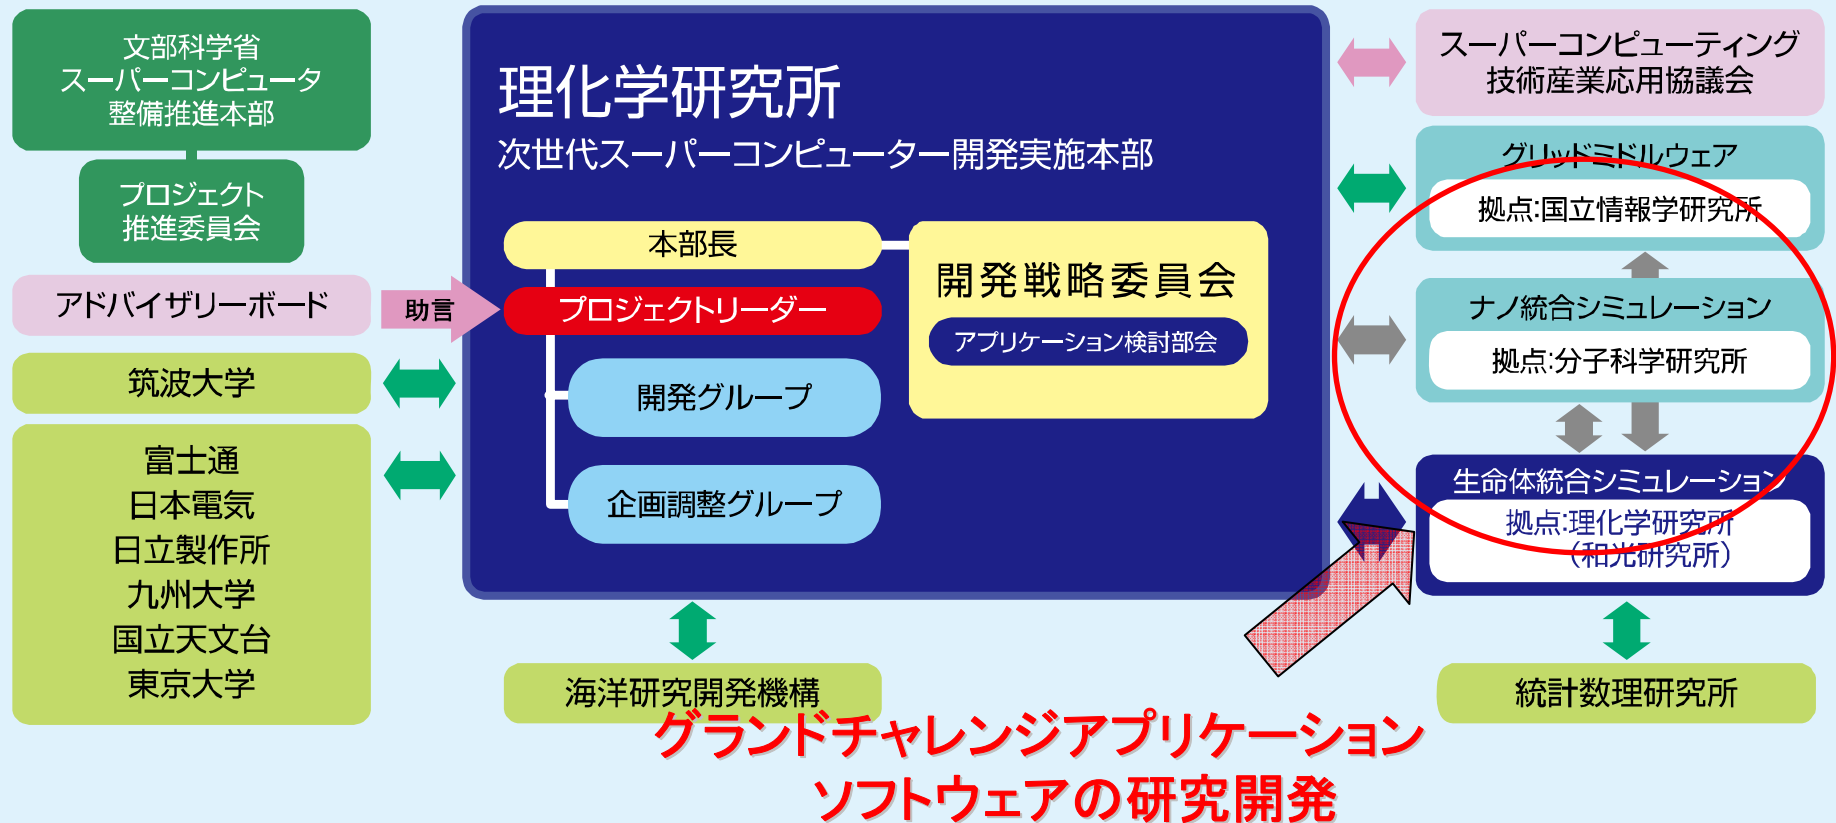 文部科学省
スーパーコンピュータ
整備推進本部
プロジェクト
推進委員会
アドバイザリーボード
助言
筑波大学
富士通
日本電気
日立製作所
九州大学
国立天文台
東京大学
理化学研究所
次世代スーパーコンピューター開発実施本部
本部長
プロジェクトリーダー
開発グループ
企画調整グループ
開発戦略委員会
アプリケーション検討部会
海洋研究開発機構
スーパーコンピューティング
技術産業応用協議会
グリッドミドルウェア
拠点:国立情報学研究所
ナノ統合シミュレーション
拠点:分子科学研究所
生命体統合シミュレーション
拠点:理化学研究所
（和光研究所）
統計数理研究所
グランドチャレンジアプリケーション
ソフトウェアの研究開発